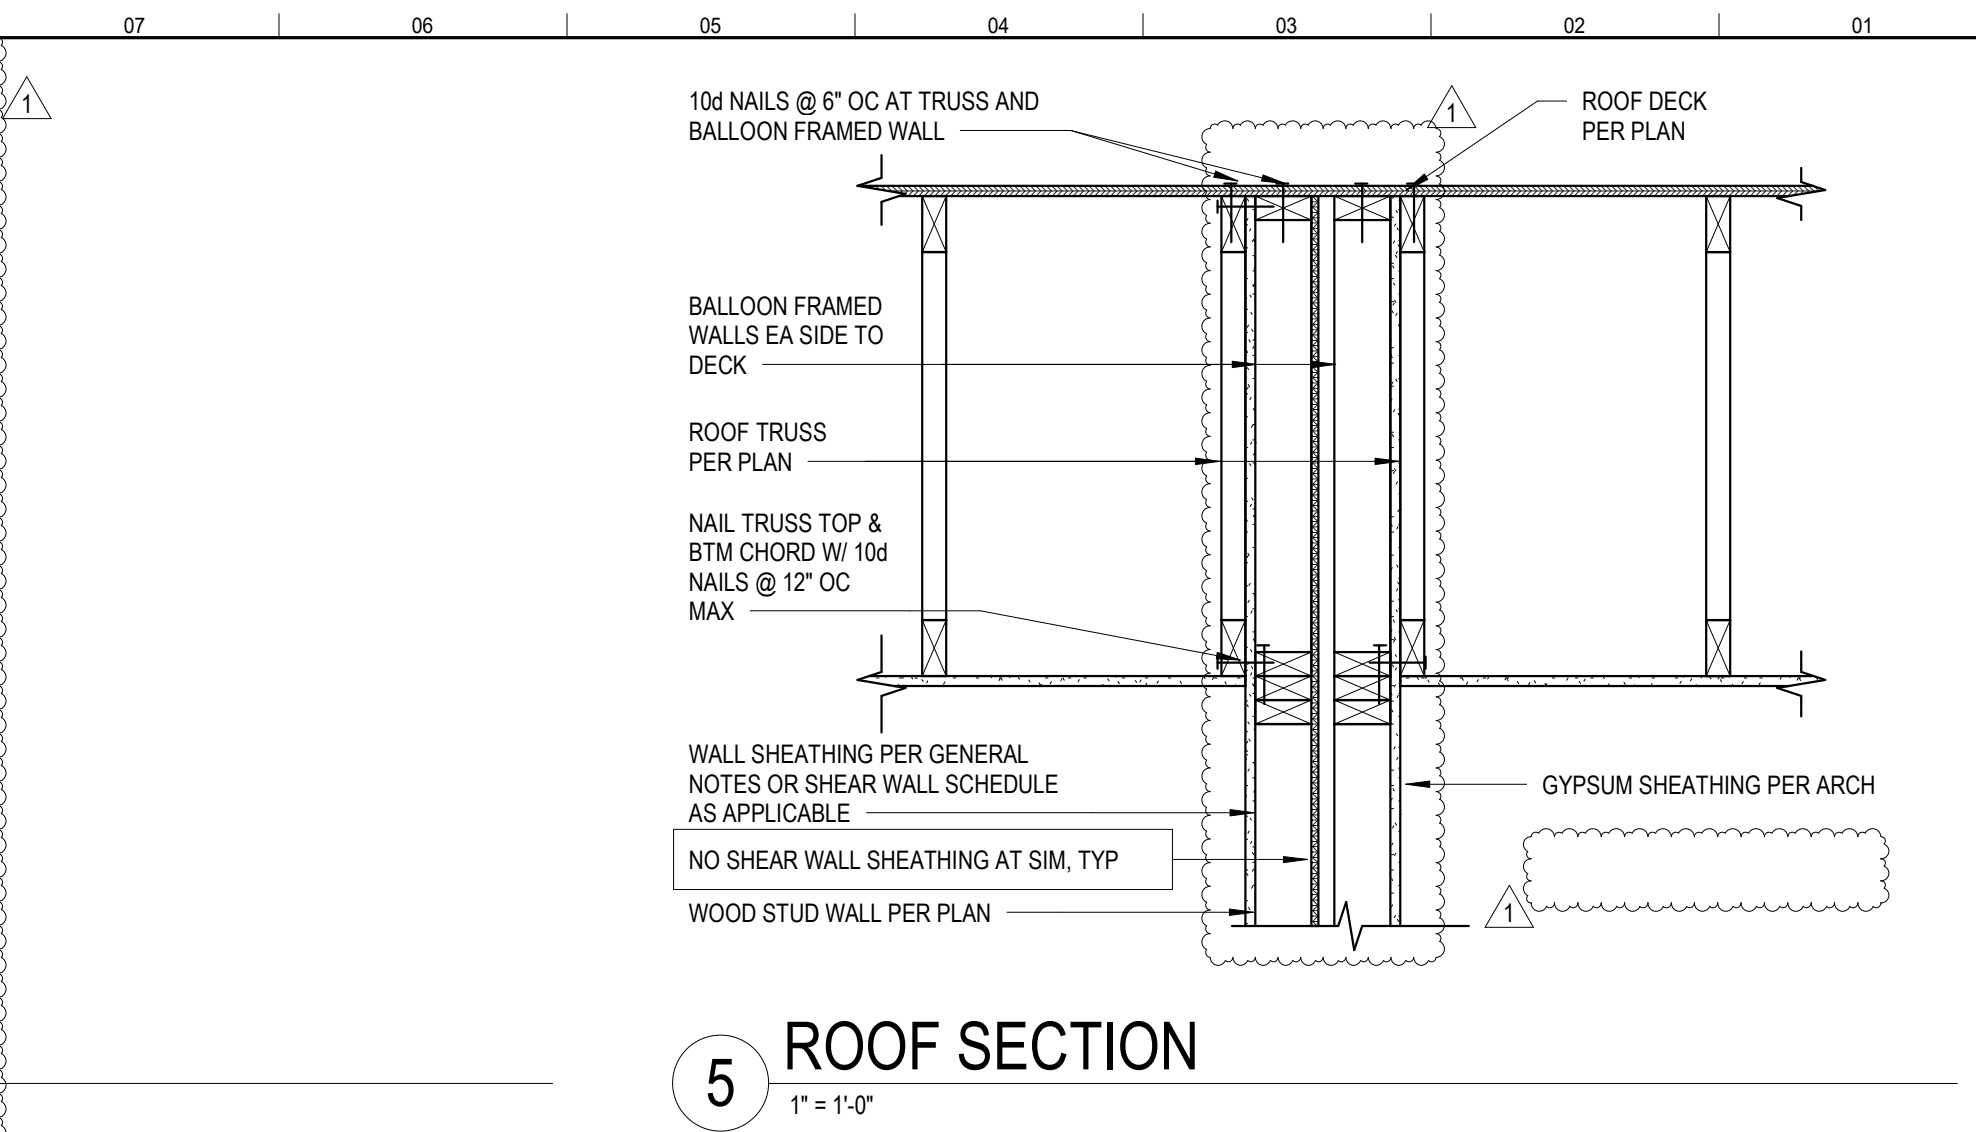 07 06 05 04 03 02 01
1
10d NAILS @ 6" OC AT TRUSS AND
BALLOON FRAMED WALL
1
ROOF DECK
PER PLAN
BALLOON FRAMED
WALLS EA SIDE TO
DECK
ROOF TRUSS
PER PLAN
NAIL TRUSS TOP &
BTM CHORD W/ 10d
NAILS @ 12" OC
MAX
WALL SHEATHING PER GENERAL
NOTES OR SHEAR WALL SCHEDULE
AS APPLICABLE
GYPSUM SHEATHING PER ARCH
NO SHEAR WALL SHEATHING AT SIM, TYP
WOOD STUD WALL PER PLAN
1
5
ROOF SECTION
1" = 1'-0"